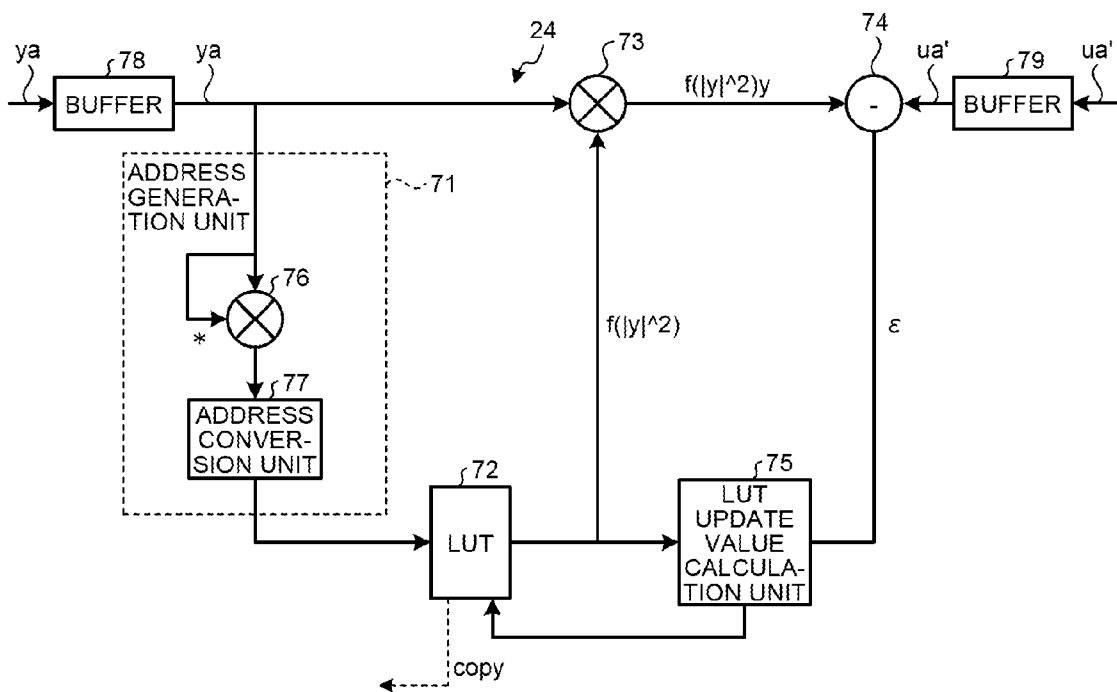 ya
78
BUFFER
ya
24
73
f(|y|^2)y
74
-
ua'
79
BUFFER
ua'
ADDRESS
GENERA-
TION UNIT
71
76
*
f(|y|^2)
ε
77
ADDRESS
CONVER-
SION UNIT
72
LUT
75
LUT
UPDATE
VALUE
CALCULA-
TION UNIT
copy